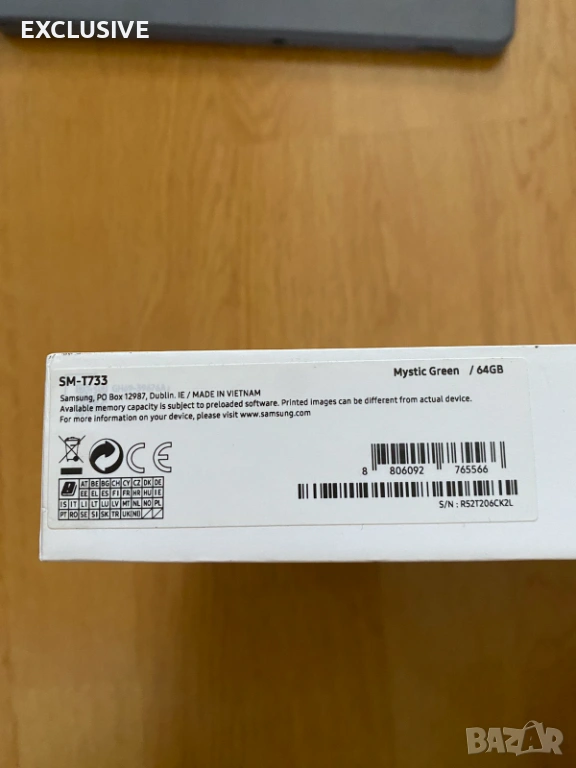 EXCLUSIVE
SM-T733
Mystic Green / 64GB
Samsung, PO Box 12987, Dublin. IE / MADE IN VIETNAM
Available memory capacity is subject to preloaded software. Printed images can be different from actual device.
For more information on your device, please visit www.samsung.com
CE
8 806092 765566
AT BE BG CH CY CZ DK DE
EE EL ES FI FR HR HU IE
IS IT LI LT LU LV MT NL NO PL
PT RO SE SI SK TR UK(NI)
S/N : R52T206CK2L
BAZAR